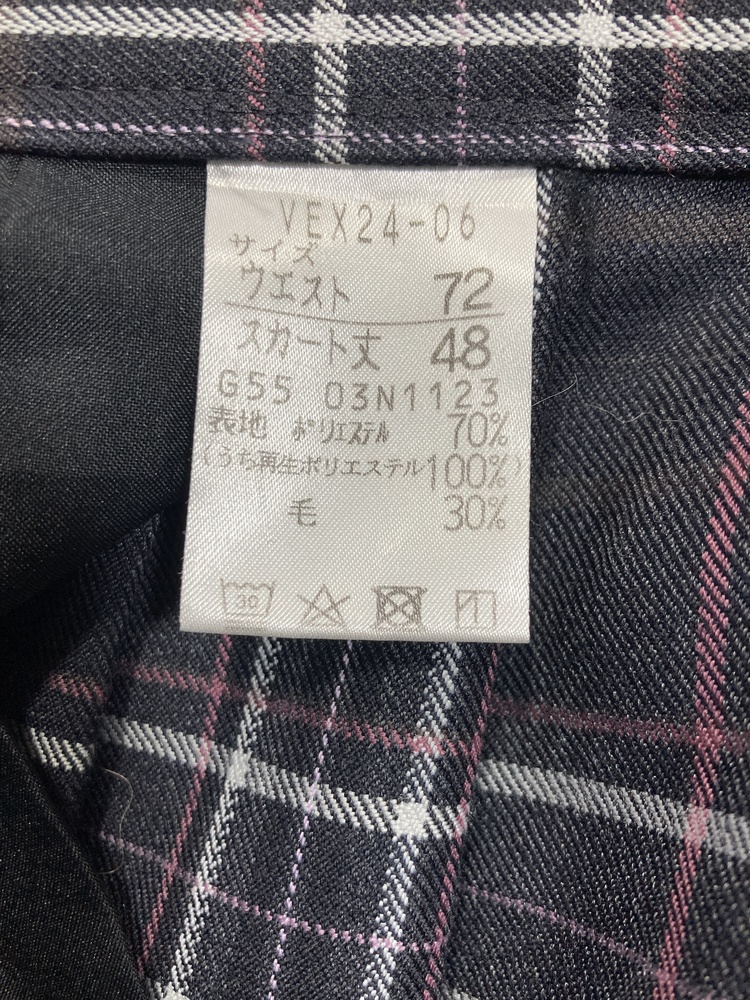 VEX24-06
サイズ
ウエスト 72
スカート丈 48
G55 03N1123
表地 ポリエステル 70%
(うち再生ポリエステル100%)
毛 30%
30